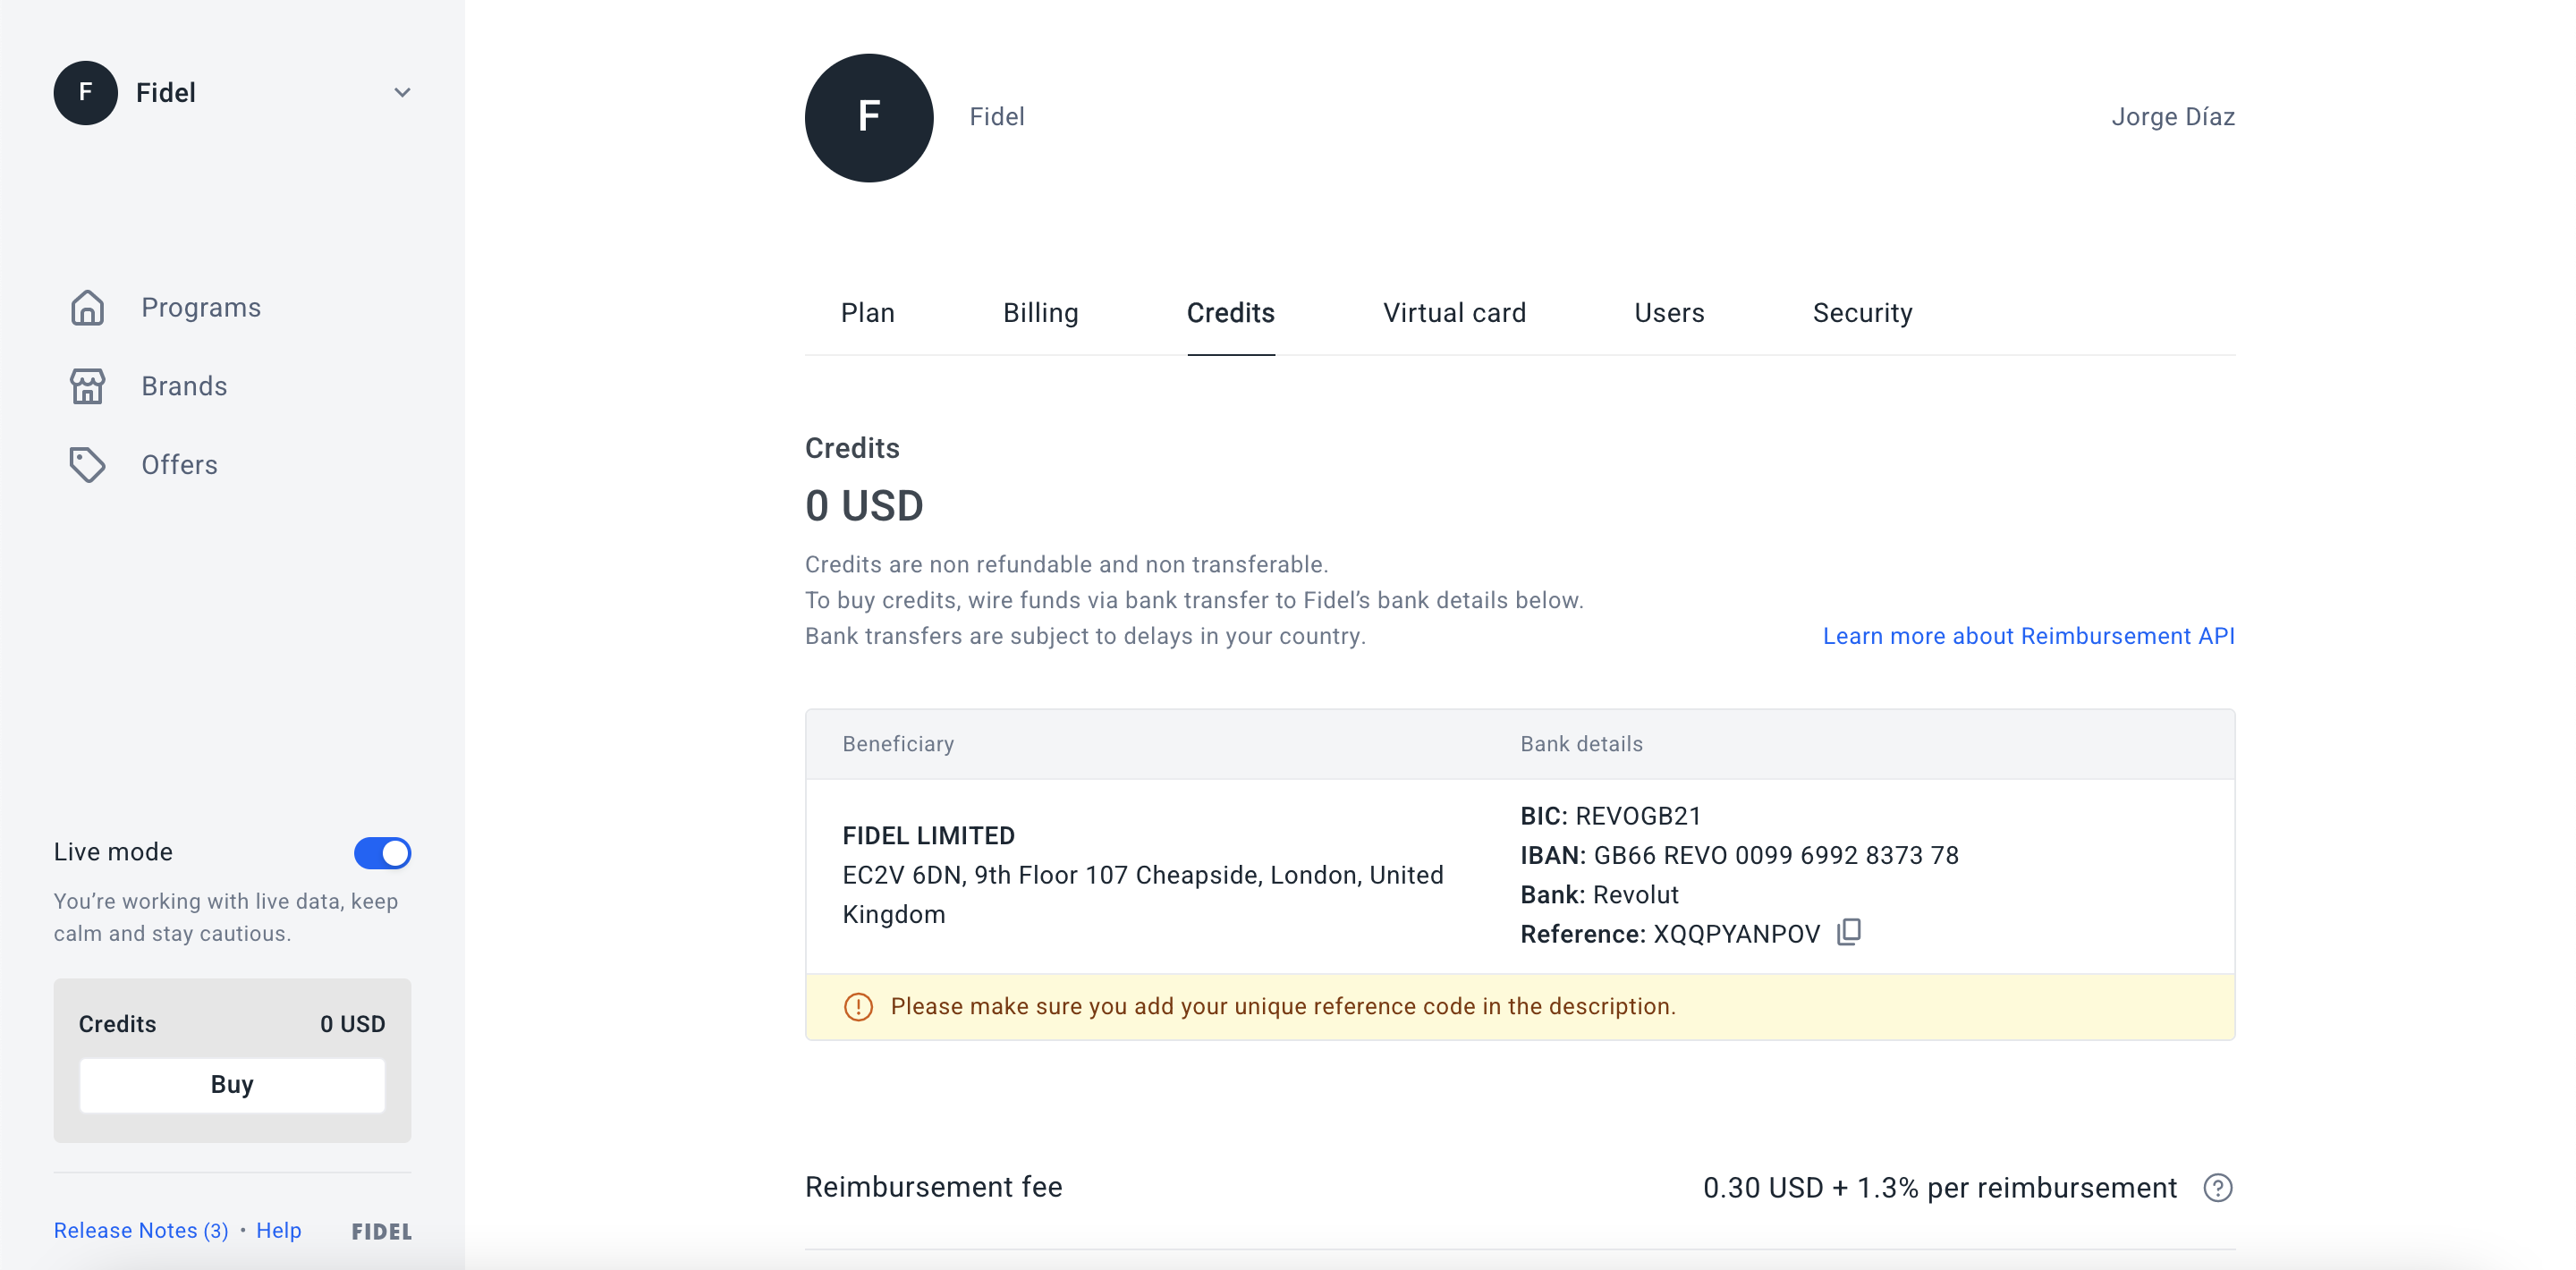 F Fidel
Programs
Brands
Offers
Live mode
You’re working with live data, keep
calm and stay cautious.
Credits 0 USD
Buy
Release Notes (3) • Help FIDEL
F Fidel Jorge Díaz
Plan Billing Credits Virtual card Users Security
Credits
0 USD
Credits are non refundable and non transferable.
To buy credits, wire funds via bank transfer to Fidel’s bank details below.
Bank transfers are subject to delays in your country.
Learn more about Reimbursement API
Beneficiary Bank details
FIDEL LIMITED
EC2V 6DN, 9th Floor 107 Cheapside, London, United
Kingdom
BIC: REVOGB21
IBAN: GB66 REVO 0099 6992 8373 78
Bank: Revolut
Reference: XQQPYANPOV
Please make sure you add your unique reference code in the description.
Reimbursement fee 0.30 USD + 1.3% per reimbursement